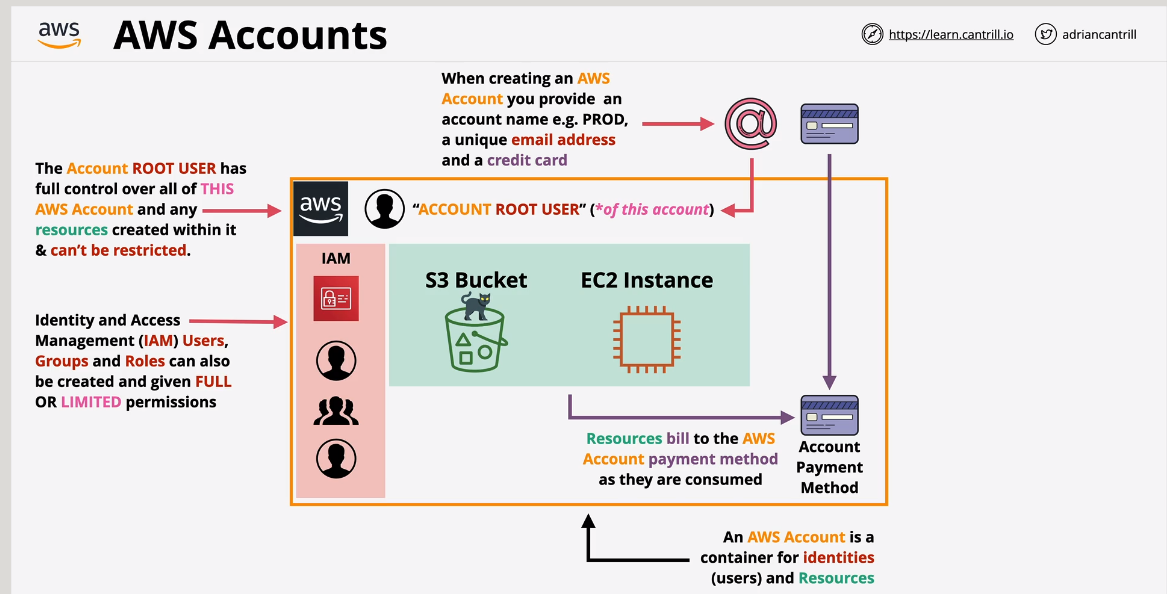 aws
AWS Accounts
https://learn.cantrill.io
adriancantrill
When creating an AWS
Account you provide an
account name e.g. PROD,
a unique email address
and a credit card
@
The Account ROOT USER has
full control over all of THIS
AWS Account and any
resources created within it
& can't be restricted.
aws
“ACCOUNT ROOT USER” (*of this account)
IAM
S3 Bucket
EC2 Instance
Identity and Access
Management (IAM) Users,
Groups and Roles can also
be created and given FULL
OR LIMITED permissions
Resources bill to the AWS
Account payment method
as they are consumed
Account
Payment
Method
An AWS Account is a
container for identities
(users) and Resources